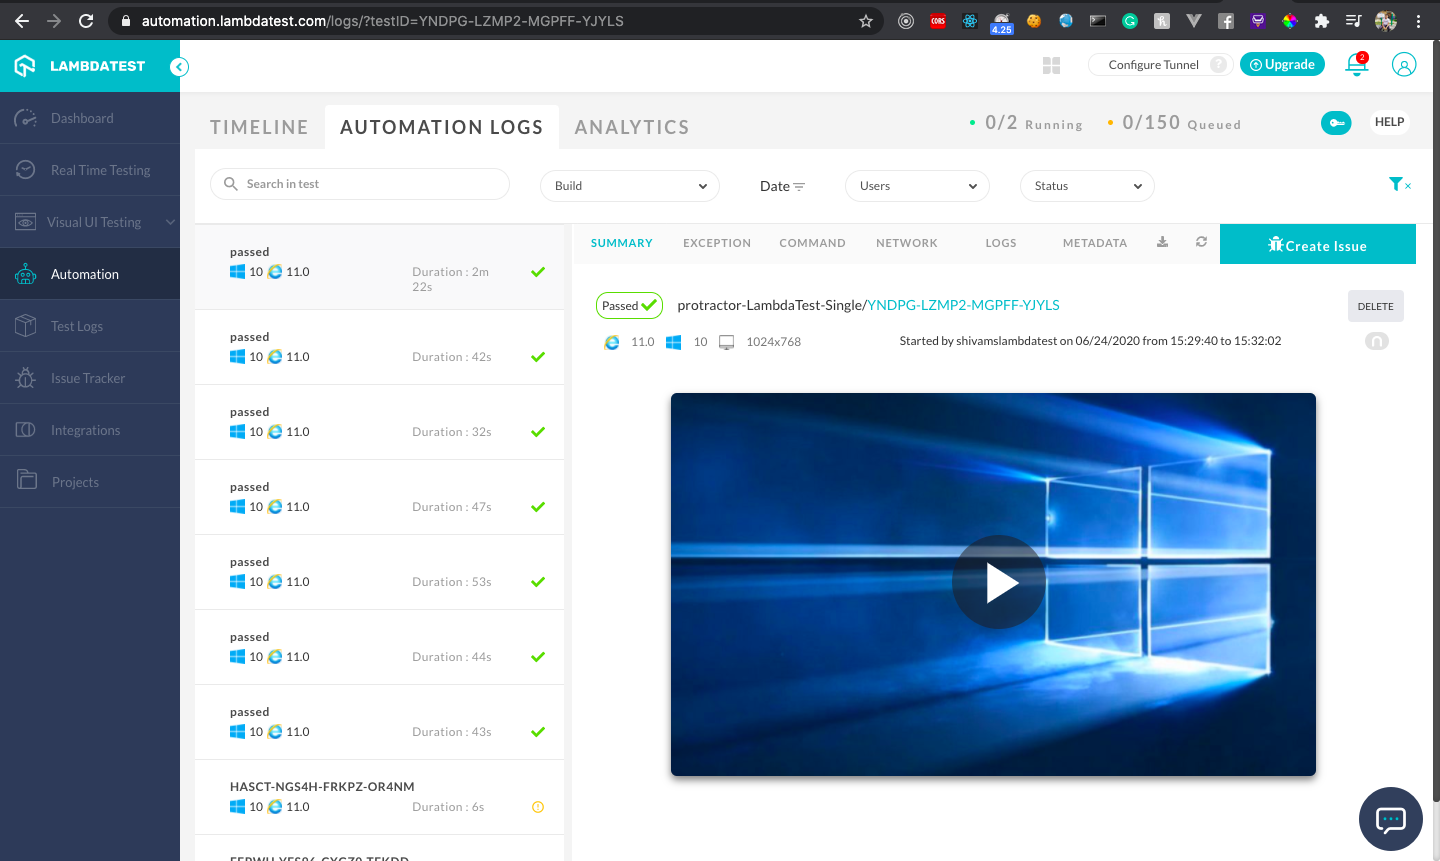 automation.lambdatest.com/logs/?testID=YNDPG-LZMP2-MGPFF-YJYLS
CORS
4.25
LAMBDATEST
Configure Tunnel ?
Upgrade
2
Dashboard
Real Time Testing
Visual UI Testing
Automation
Test Logs
Issue Tracker
Integrations
Projects
TIMELINE
AUTOMATION LOGS
ANALYTICS
0/2 Running
0/150 Queued
HELP
Search in test
Build
Date
Users
Status
passed
10 11.0
Duration : 2m
22s
passed
10 11.0
Duration : 42s
passed
10 11.0
Duration : 32s
passed
10 11.0
Duration : 47s
passed
10 11.0
Duration : 53s
passed
10 11.0
Duration : 44s
passed
10 11.0
Duration : 43s
HASCT-NGS4H-FRKPZ-OR4NM
10 11.0
Duration : 6s
SUMMARY
EXCEPTION
COMMAND
NETWORK
LOGS
METADATA
Create Issue
Passed
protractor-LambdaTest-Single/YNDPG-LZMP2-MGPFF-YJYLS
DELETE
11.0
10
1024x768
Started by shivamslambdatest on 06/24/2020 from 15:29:40 to 15:32:02